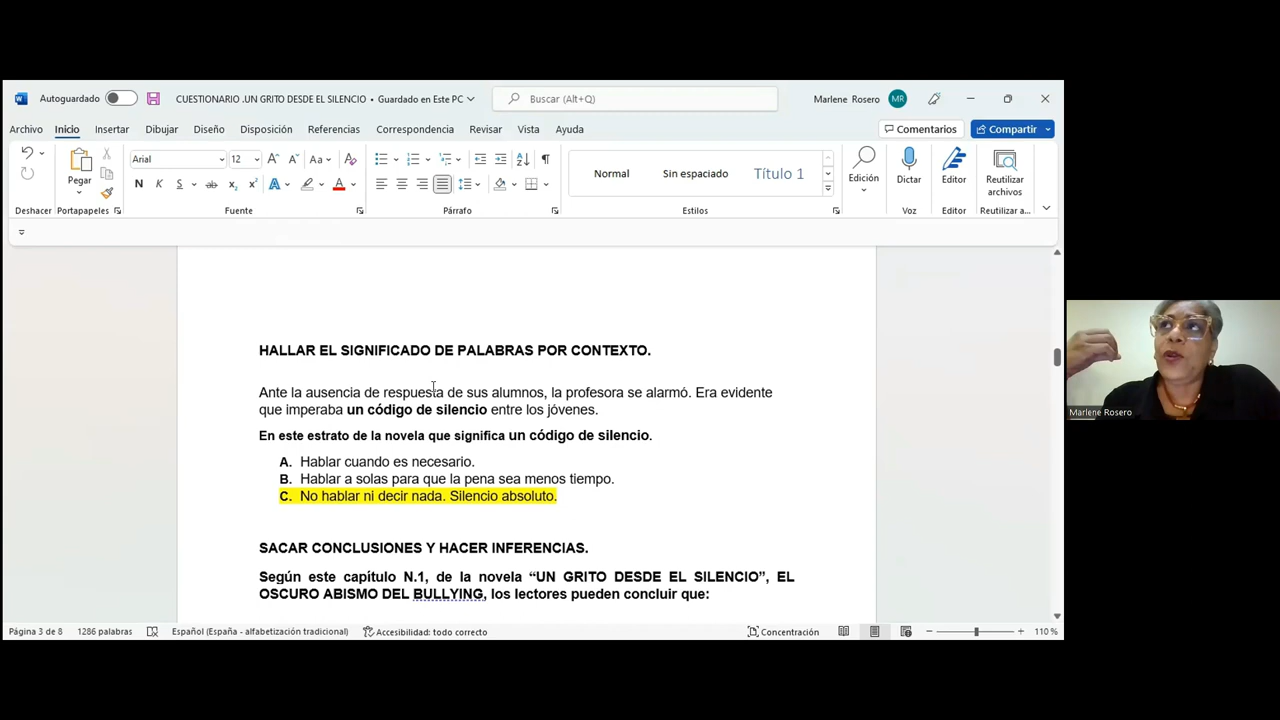 Autoguardado
CUESTIONARIO .UN GRITO DESDE EL SILENCIO • Guardado en Este PC
Buscar (Alt+Q)
Marlene Rosero
MR
Archivo Inicio Insertar Dibujar Diseño Disposición Referencias Correspondencia Revisar Vista Ayuda
Comentarios
Compartir
Pegar
Arial
12
N K S ab x₂ x²
Aa
A
Normal
Sin espaciado
Título 1
Edición
Dictar
Editor
Reutilizar
archivos
Deshacer
Portapapeles
Fuente
Párrafo
Estilos
Voz
Editor
Reutilizar a...
HALLAR EL SIGNIFICADO DE PALABRAS POR CONTEXTO.
Ante la ausencia de respuesta de sus alumnos, la profesora se alarmó. Era evidente
que imperaba un código de silencio entre los jóvenes.
En este estrato de la novela que significa un código de silencio.
A. Hablar cuando es necesario.
B. Hablar a solas para que la pena sea menos tiempo.
C. No hablar ni decir nada. Silencio absoluto.
SACAR CONCLUSIONES Y HACER INFERENCIAS.
Según este capítulo N.1, de la novela “UN GRITO DESDE EL SILENCIO”, EL
OSCURO ABISMO DEL BULLYING, los lectores pueden concluir que:
Página 3 de 8
1286 palabras
Español (España - alfabetización tradicional)
Accesibilidad: todo correcto
Concentración
110 %
Marlene Rosero